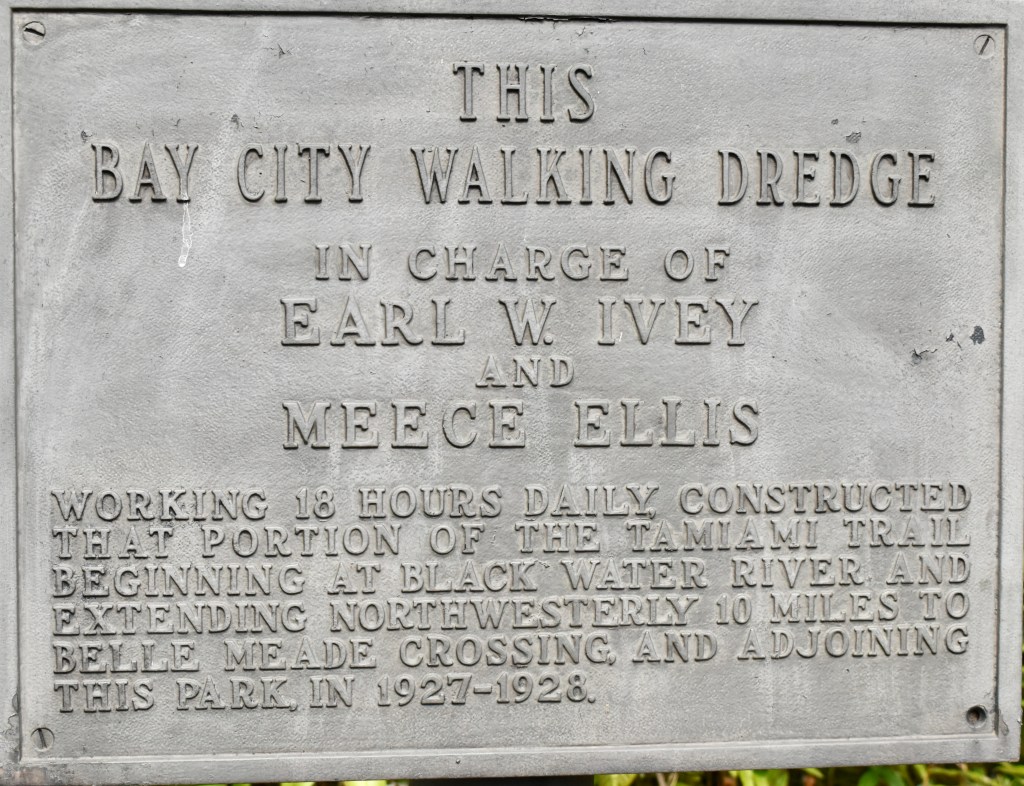 THIS
BAY CITY WALKING DREDGE
IN CHARGE OF
EARL W. IVEY
AND
MEECE ELLIS
WORKING 18 HOURS DAILY, CONSTRUCTED
THAT PORTION OF THE TAMIAMI TRAIL
BEGINNING AT BLACK WATER RIVER AND
EXTENDING NORTHWESTERLY 10 MILES TO
BELLE MEADE CROSSING, AND ADJOINING
THIS PARK, IN 1927-1928.